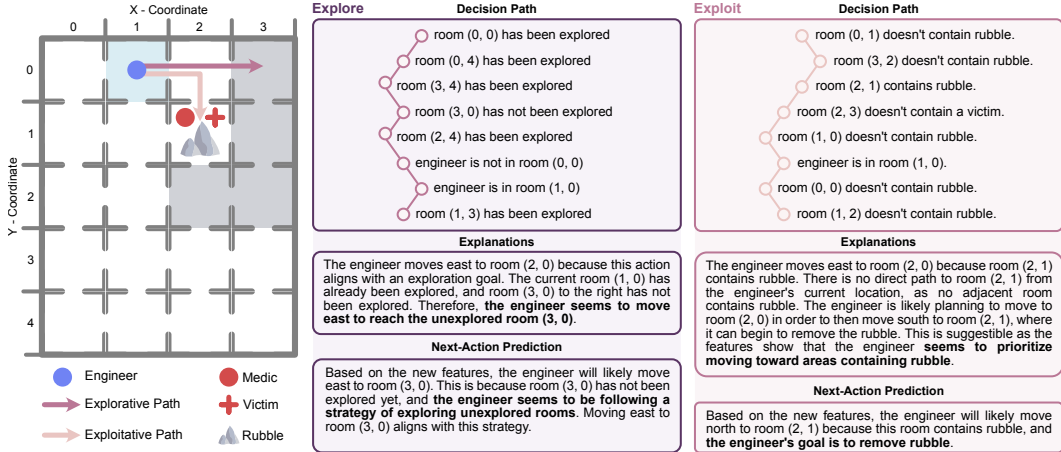 X - Coordinate
0 1 2 3
Y - Coordinate
0
1
2
3
4
Engineer
Medic
Explorative Path
Victim
Exploitative Path
Rubble
Explore
Decision Path
room (0, 0) has been explored
room (0, 4) has been explored
room (3, 4) has been explored
room (3, 0) has not been explored
room (2, 4) has been explored
engineer is not in room (0, 0)
engineer is in room (1, 0)
room (1, 3) has been explored
Explanations
The engineer moves east to room (2, 0) because this action
aligns with an exploration goal. The current room (1, 0) has
already been explored, and room (3, 0) to the right has not
been explored. Therefore, the engineer seems to move
east to reach the unexplored room (3, 0).
Next-Action Prediction
Based on the new features, the engineer will likely move
east to room (3, 0). This is because room (3, 0) has not been
explored yet, and the engineer seems to be following a
strategy of exploring unexplored rooms. Moving east to
room (3, 0) aligns with this strategy.
Exploit
Decision Path
room (0, 1) doesn't contain rubble.
room (3, 2) doesn't contain rubble.
room (2, 1) contains rubble.
room (2, 3) doesn't contain a victim.
room (1, 0) doesn't contain rubble.
engineer is in room (1, 0).
room (0, 0) doesn't contain rubble.
room (1, 2) doesn't contain rubble.
Explanations
The engineer moves east to room (2, 0) because room (2, 1)
contains rubble. There is no direct path to room (2, 1) from
the engineer's current location, as no adjacent room
contains rubble. The engineer is likely planning to move to
room (2, 0) in order to then move south to room (2, 1), where
it can begin to remove the rubble. This is suggestible as the
features show that the engineer seems to prioritize
moving toward areas containing rubble.
Next-Action Prediction
Based on the new features, the engineer will likely move
north to room (2, 1) because this room contains rubble, and
the engineer's goal is to remove rubble.